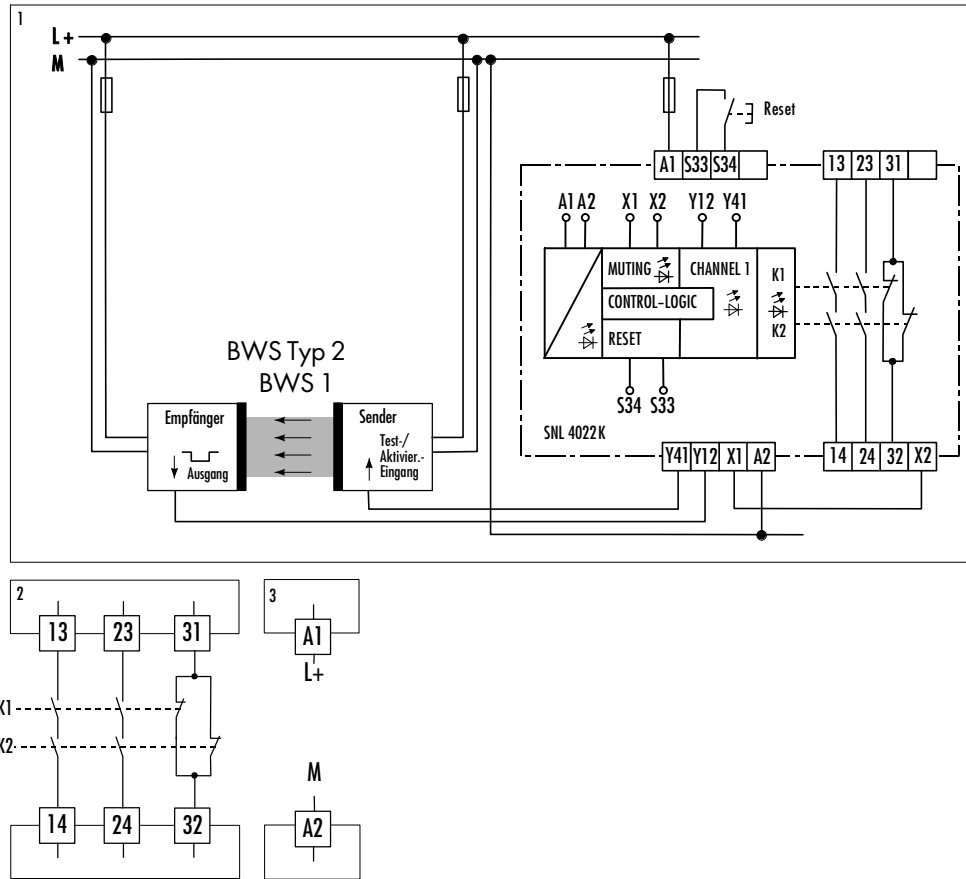 1
L+
M
Reset
A1 S33 S34
13 23 31
A1 A2 X1 X2 Y12 Y41
MUTING
CHANNEL 1
K1
CONTROL-LOGIC
K2
RESET
S34 S33
SNL 4022K
BWS Typ 2
BWS 1
Empfänger
Ausgang
Sender
Test-/
Aktivier.-
Eingang
Y41 Y12 X1 A2
14 24 32 X2
2
13 23 31
K1
K2
14 24 32
3
A1
L+
M
A2